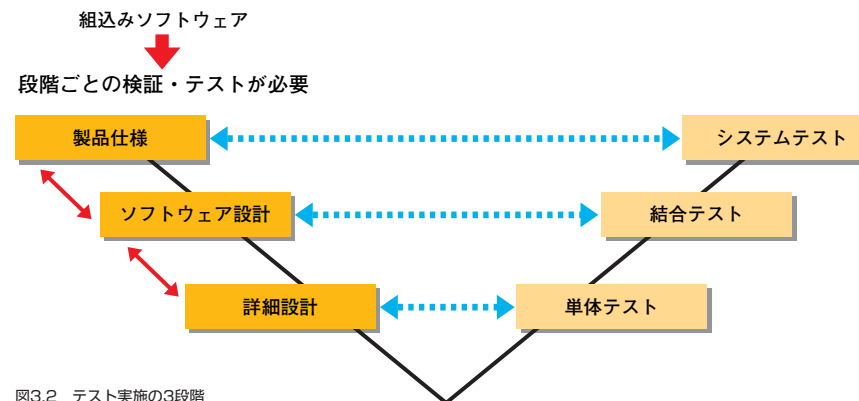 組込みソフトウェア
段階ごとの検証・テストが必要
製品仕様
システムテスト
ソフトウェア設計
結合テスト
詳細設計
単体テスト
図3.2 テスト実施の3段階